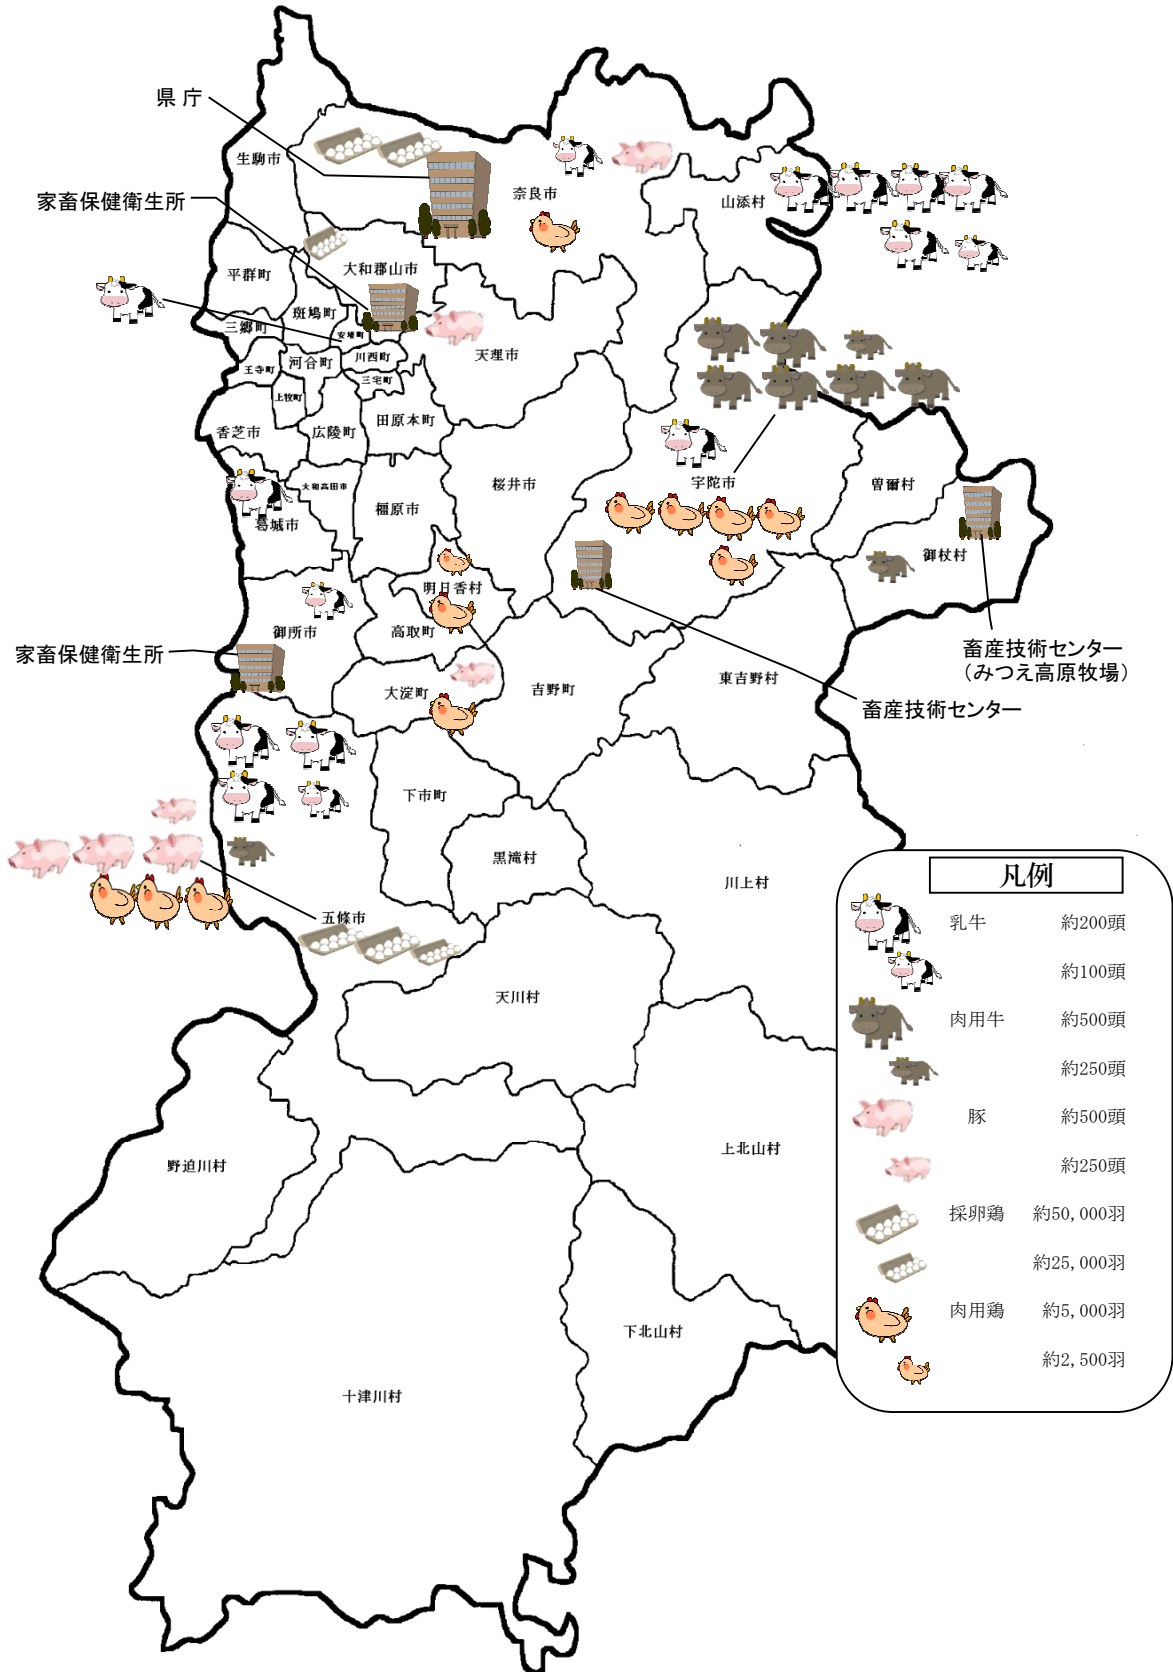 県庁
生駒市
奈良市
山添村
家畜保健衛生所
平群町
大和郡山市
斑鳩町
三郷町
安堵町
天理市
王寺町
河合町
川西町
三宅町
上牧町
香芝市
広陵町
田原本町
大和高田市
橿原市
桜井市
宇陀市
曽爾村
葛城市
御杖村
明日香村
御所市
高取町
家畜保健衛生所
畜産技術センター
(みつえ高原牧場)
大淀町
吉野町
東吉野村
畜産技術センター
下市町
黒滝村
川上村
五條市
天川村
野迫川村
上北山村
下北山村
十津川村
凡例
乳牛 約200頭
約100頭
肉用牛 約500頭
約250頭
豚 約500頭
約250頭
採卵鶏 約50,000羽
約25,000羽
肉用鶏 約5,000羽
約2,500羽